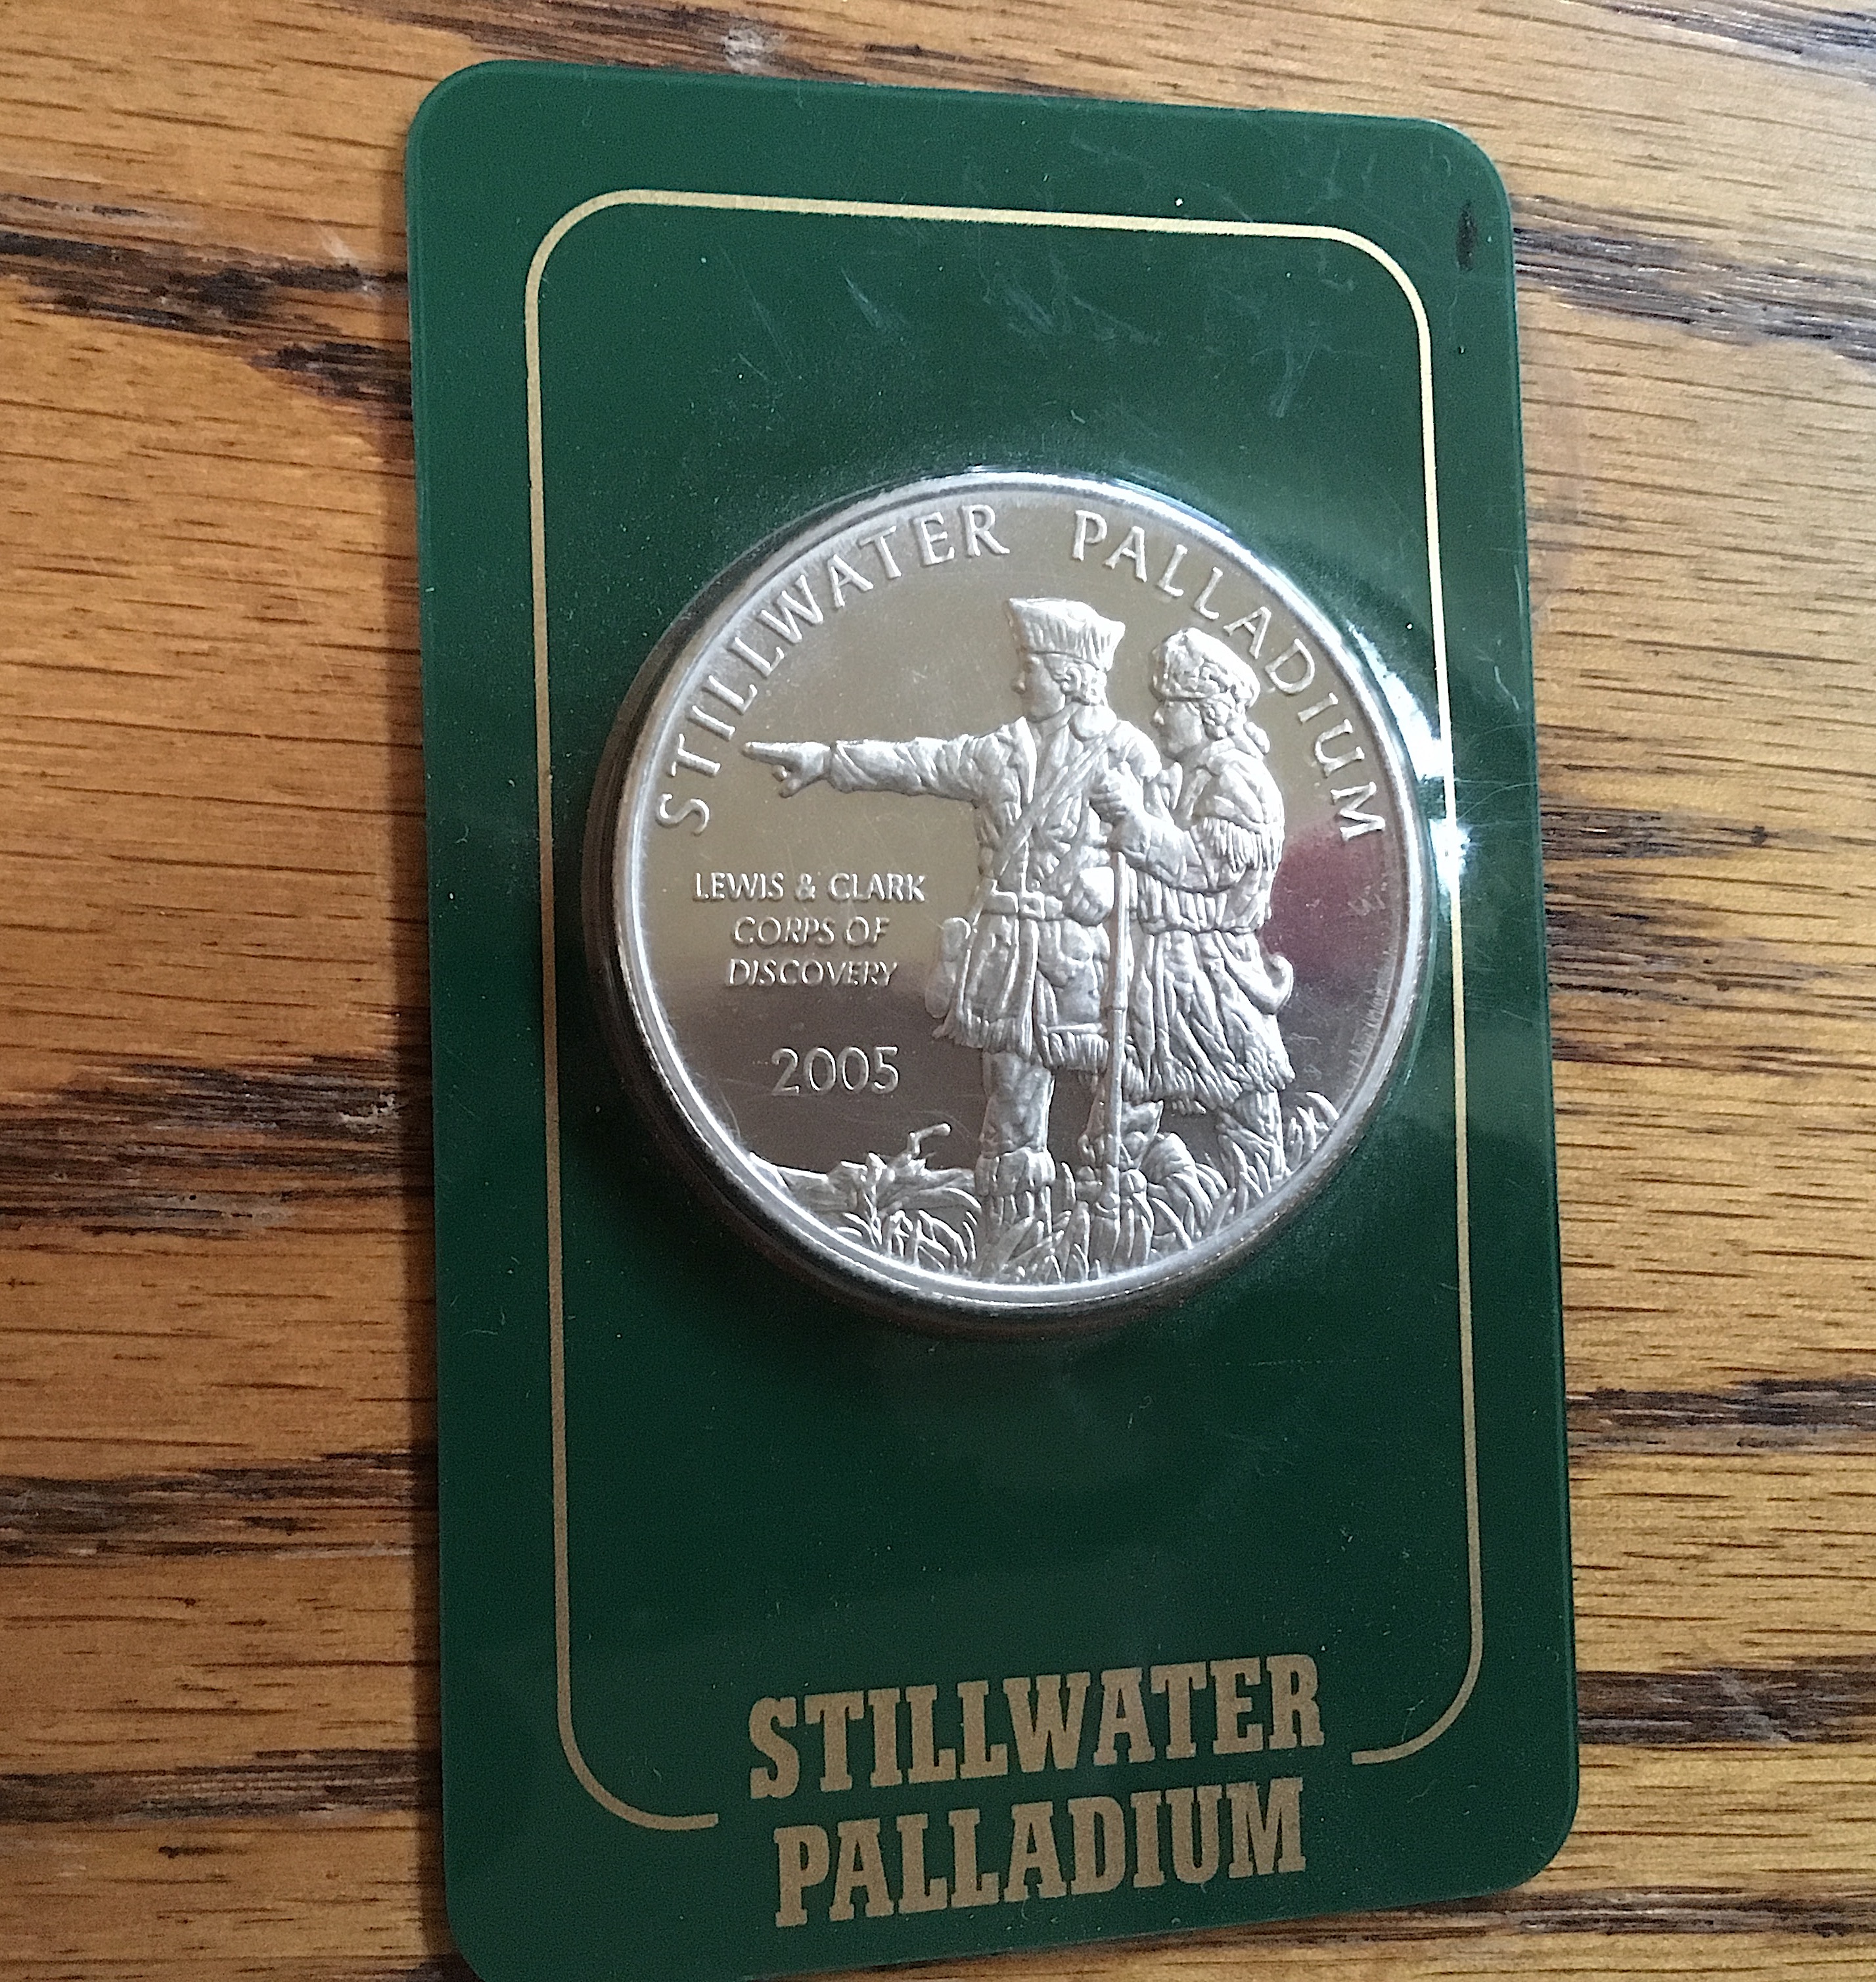 STILLWATER PALLADIUM
LEWIS & CLARK
CORPS OF
DISCOVERY
2005
STILLWATER
PALLADIUM